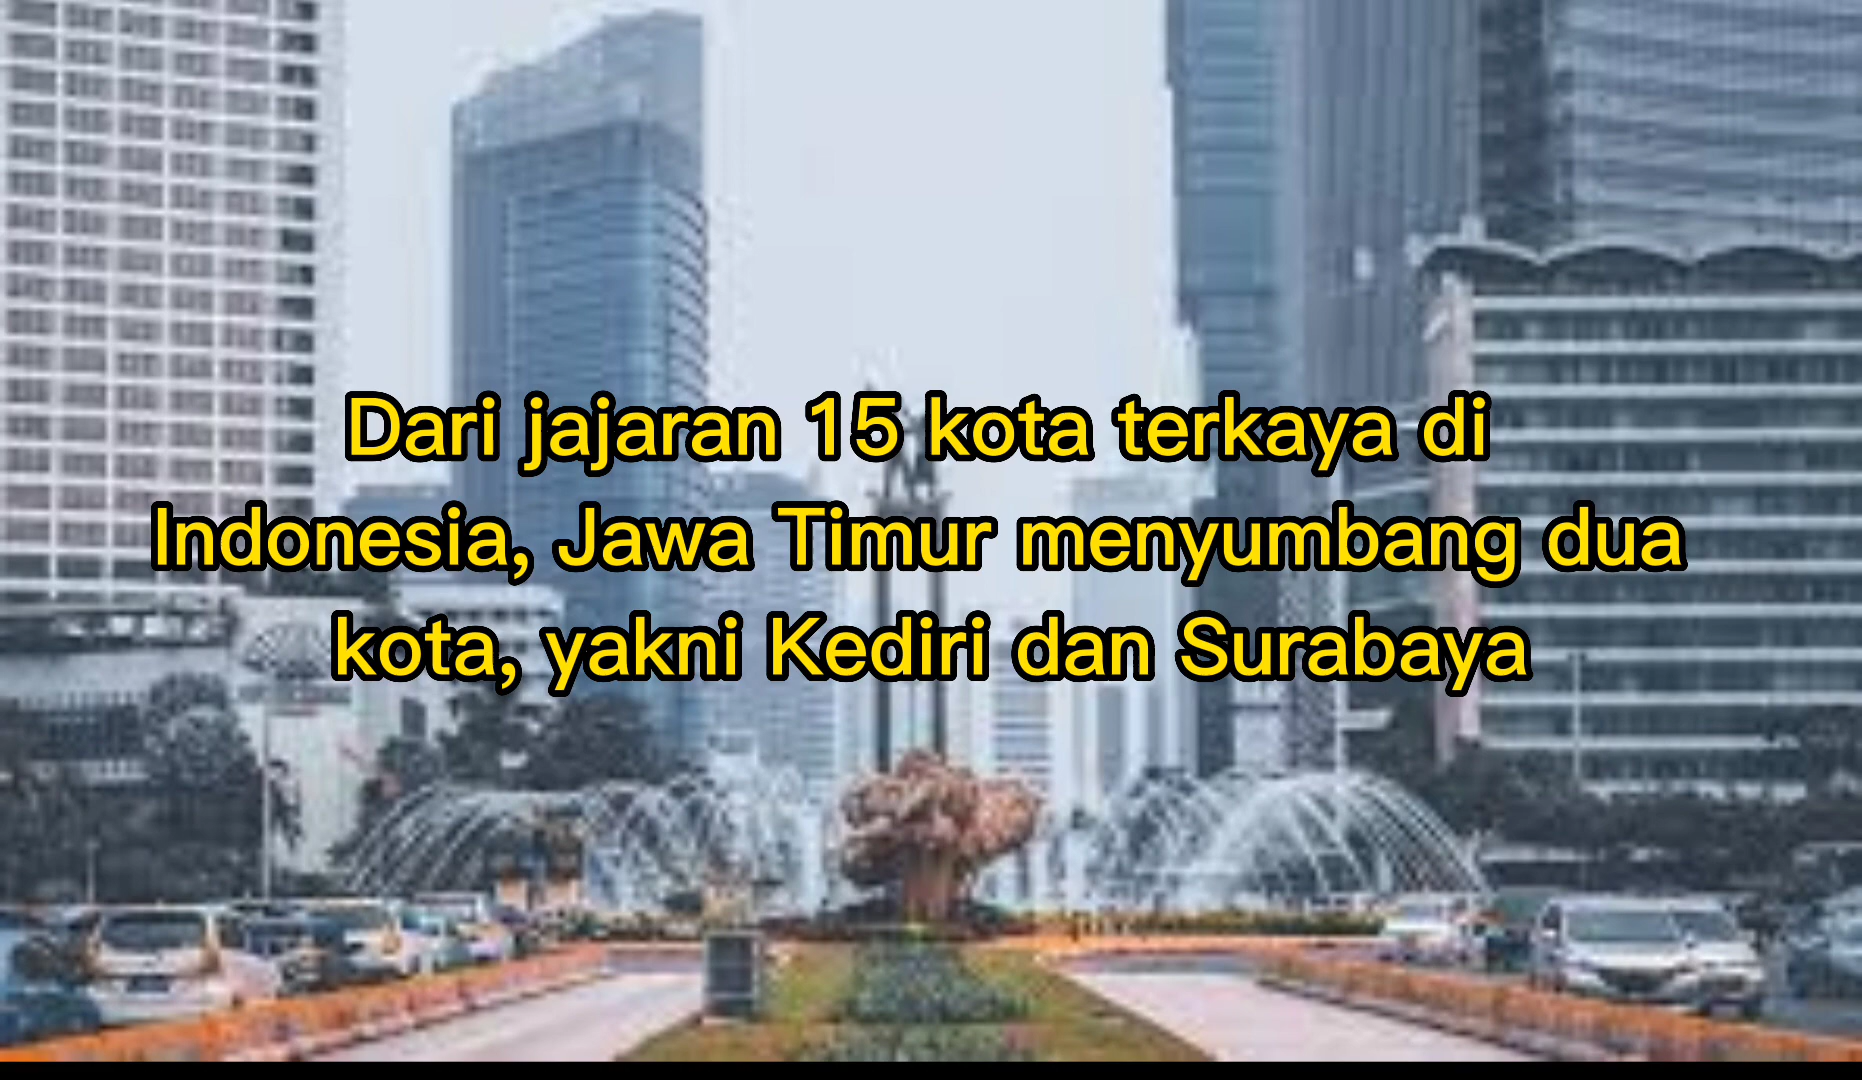 Dari jajaran 15 kota terkaya di
Indonesia, Jawa Timur menyumbang dua
kota, yakni Kediri dan Surabaya